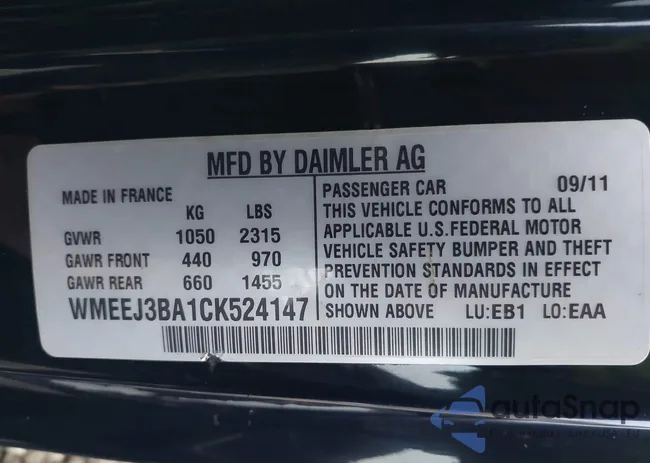 MFD BY DAIMLER AG
MADE IN FRANCE
KG LBS
GVWR 1050 2315
GAWR FRONT 440 970
GAWR REAR 660 1455
WMEEJ3BA1CK524147
PASSENGER CAR 09/11
THIS VEHICLE CONFORMS TO ALL
APPLICABLE U.S.FEDERAL MOTOR
VEHICLE SAFETY BUMPER AND THEFT
PREVENTION STANDARDS IN EFFECT
ON THE DATE OF MANUFACTURE
SHOWN ABOVE LU:EB1 LO:EAA
autoSnap